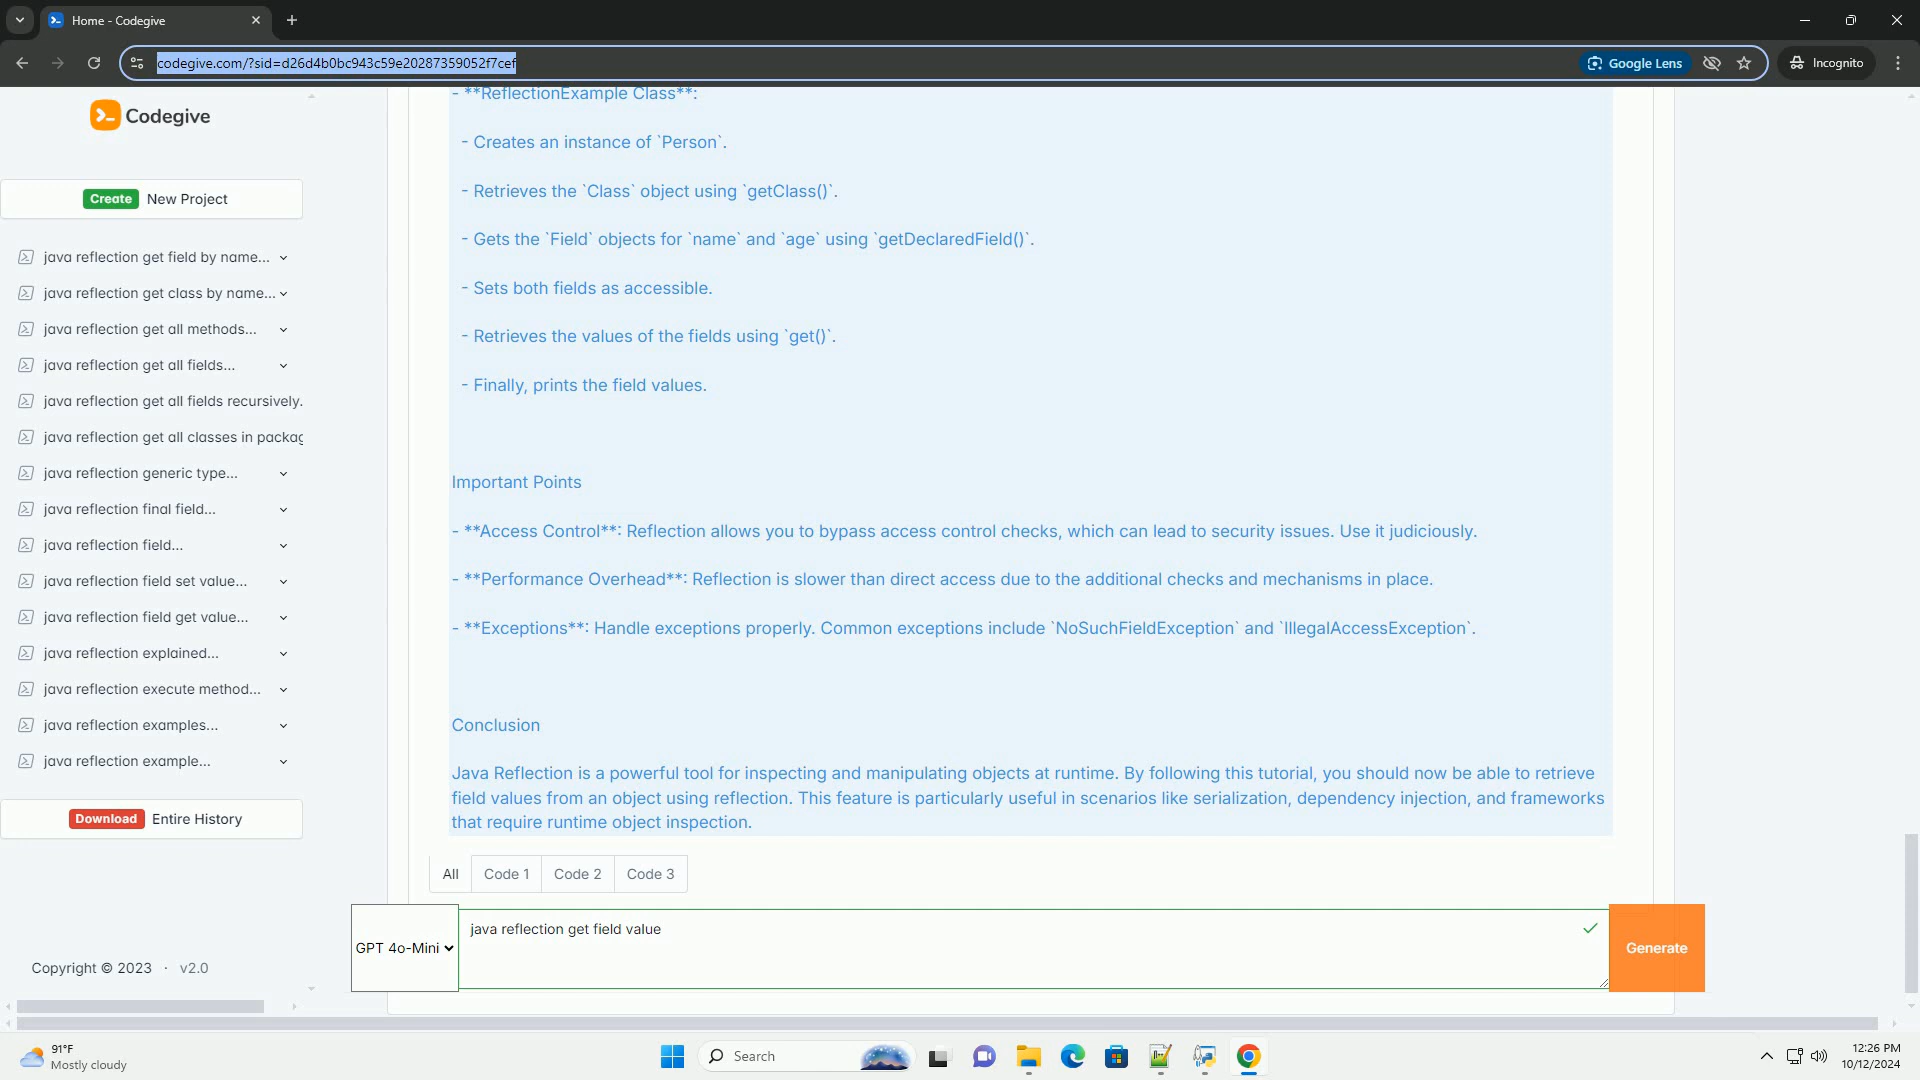 Home - Codegive
codegive.com/?sid=d26d4b0bc943c59e20287359052f7cef
Google Lens
Incognito
Codegive
Create New Project
java reflection get field by name...
java reflection get class by name...
java reflection get all methods...
java reflection get all fields...
java reflection get all fields recursively.
java reflection get all classes in packag
java reflection generic type...
java reflection final field...
java reflection field...
java reflection field set value...
java reflection field get value...
java reflection explained...
java reflection execute method...
java reflection examples...
java reflection example...
Download Entire History
Copyright © 2023 · v2.0
- **ReflectionExample Class**:
- Creates an instance of `Person`.
- Retrieves the `Class` object using `getClass()`.
- Gets the `Field` objects for `name` and `age` using `getDeclaredField()`.
- Sets both fields as accessible.
- Retrieves the values of the fields using `get()`.
- Finally, prints the field values.
Important Points
- **Access Control**: Reflection allows you to bypass access control checks, which can lead to security issues. Use it judiciously.
- **Performance Overhead**: Reflection is slower than direct access due to the additional checks and mechanisms in place.
- **Exceptions**: Handle exceptions properly. Common exceptions include `NoSuchFieldException` and `IllegalAccessException`.
Conclusion
Java Reflection is a powerful tool for inspecting and manipulating objects at runtime. By following this tutorial, you should now be able to retrieve
field values from an object using reflection. This feature is particularly useful in scenarios like serialization, dependency injection, and frameworks
that require runtime object inspection.
All Code 1 Code 2 Code 3
GPT 4o-Mini
java reflection get field value
Generate
91°F
Mostly cloudy
Search
12:26 PM
10/12/2024